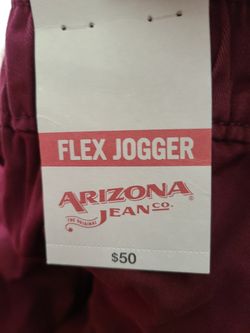 FLEX JOGGER
ARIZONA
THE ORIGINAL JEAN CO.
$50